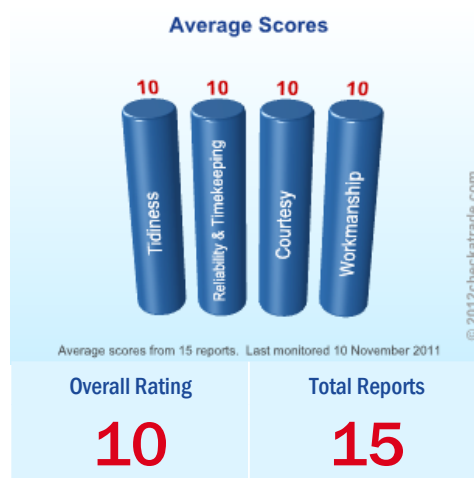 Average Scores
10 10 10 10
Tidiness
Reliability & Timekeeping
Courtesy
Workmanship
© 2012checkatrade.com
Average scores from 15 reports. Last monitored 10 November 2011
Overall Rating
Total Reports
10
15